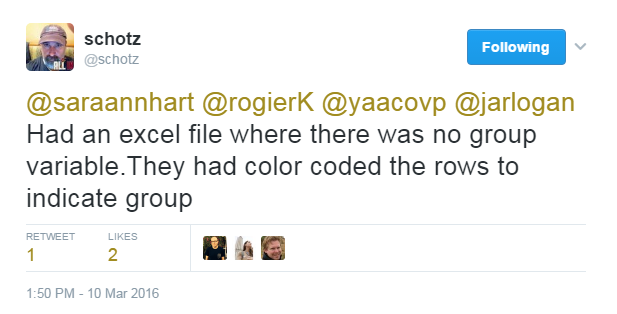 schotz
@schotz
Following
@saraannhart @rogierK @yaacovp @jarlogan
Had an excel file where there was no group
variable.They had color coded the rows to
indicate group
RETWEET LIKES
1 2
1:50 PM - 10 Mar 2016